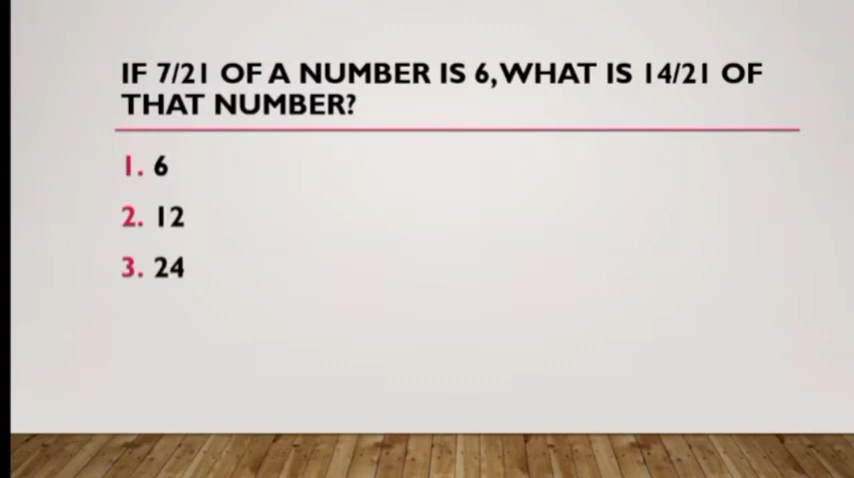 IF 7/21 OF A NUMBER IS 6, WHAT IS 14/21 OF
THAT NUMBER?
1. 6
2. 12
3. 24